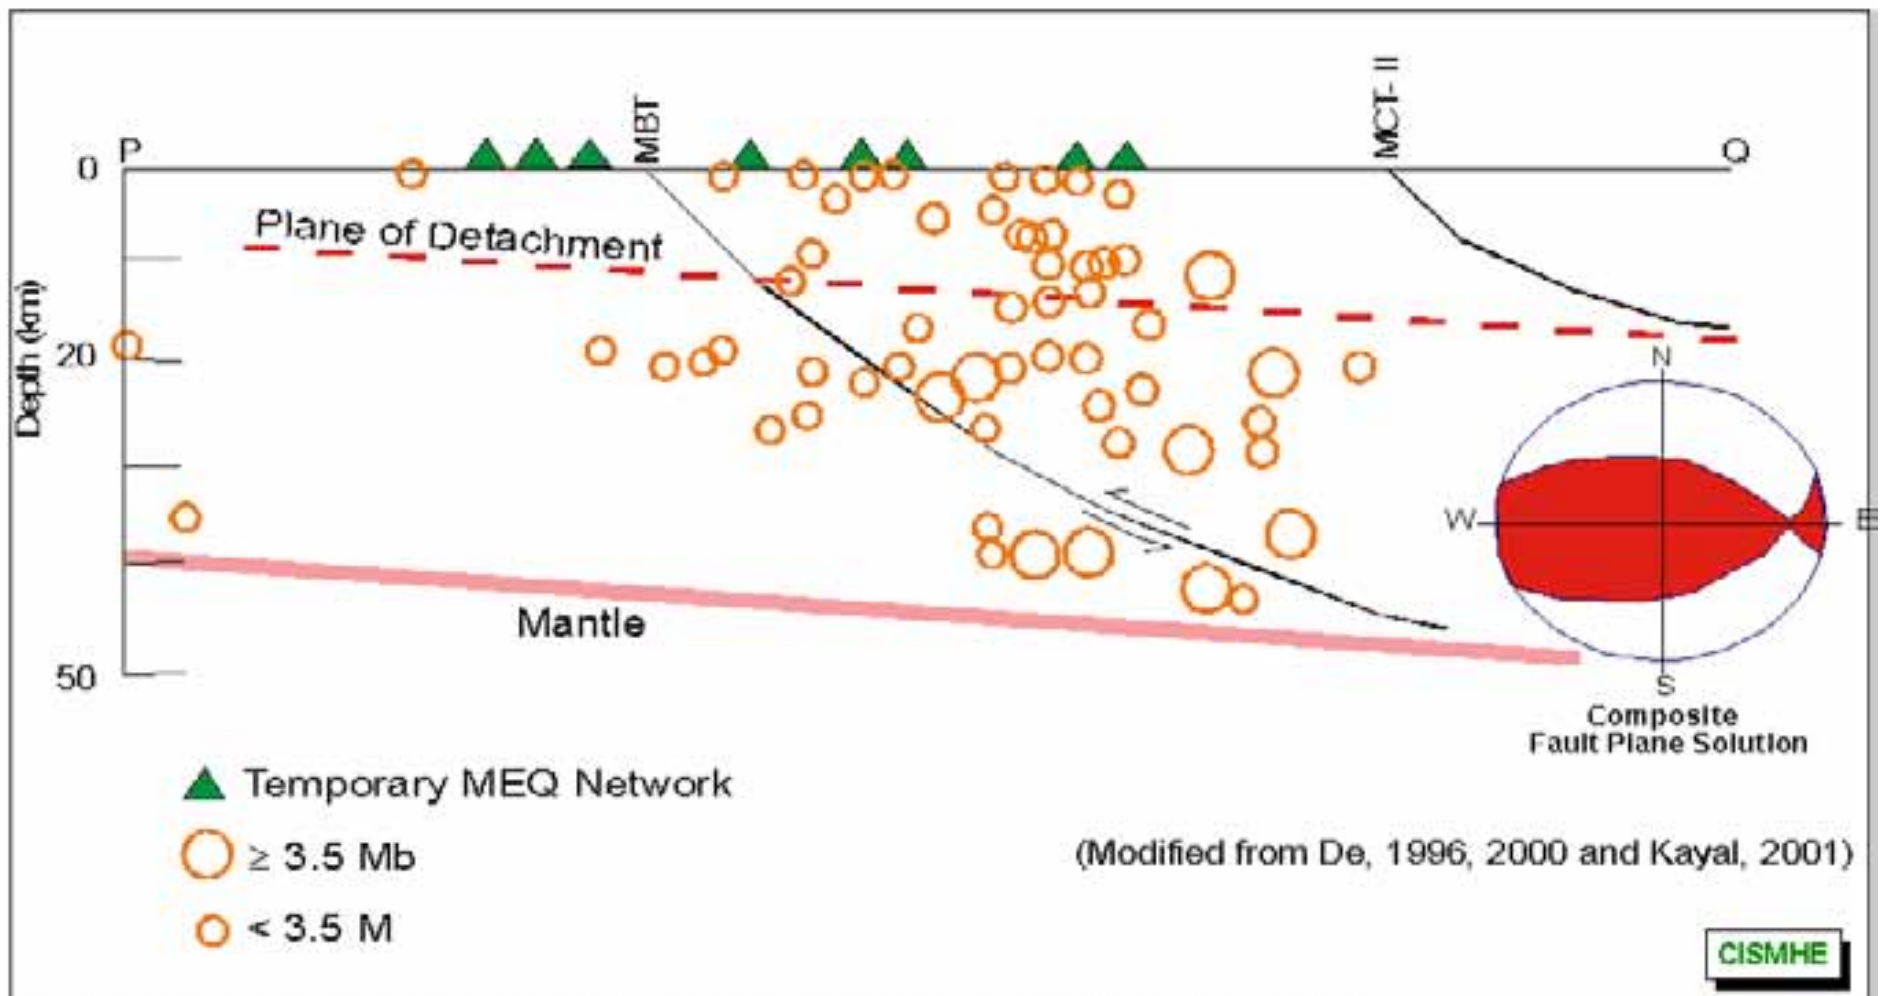 MBT
MCT- II
P
Q
0
Plane of Detachment
Depth (km)
20
N
W
E
Mantle
50
S
Composite
Fault Plane Solution
Temporary MEQ Network
≥ 3.5 Mb
< 3.5 M
(Modified from De, 1996, 2000 and Kayal, 2001)
CISMHE